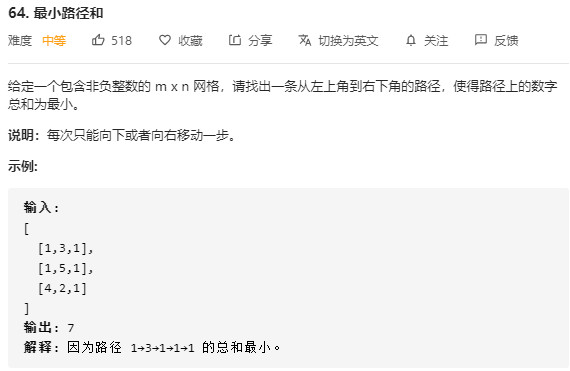 64. 最小路径和
难度 中等 518 收藏 分享 切换为英文 关注 反馈
给定一个包含非负整数的 m x n 网格，请找出一条从左上角到右下角的路径，使得路径上的数字
总和为最小。
说明：每次只能向下或者向右移动一步。
示例:
输入:
[
[1,3,1],
[1,5,1],
[4,2,1]
]
输出: 7
解释: 因为路径 1→3→1→1→1 的总和最小。